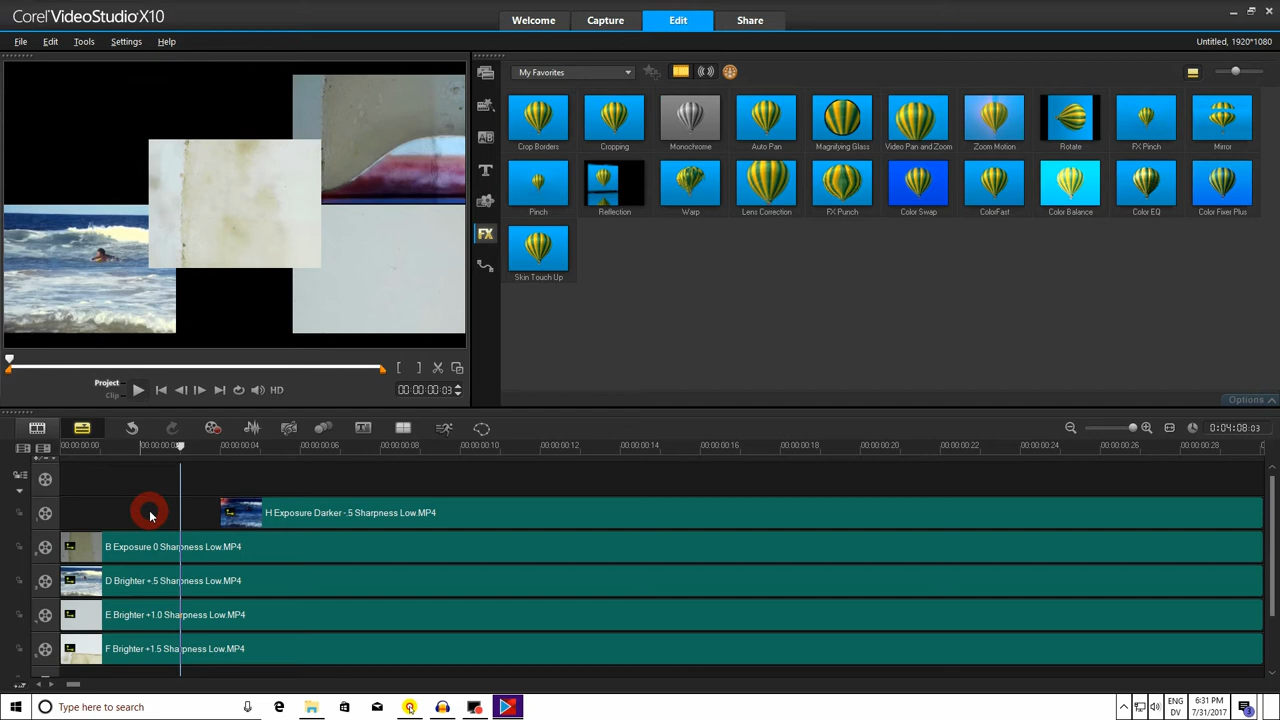 Corel VideoStudio X10
Welcome
Capture
Edit
Share
File
Edit
Tools
Settings
Help
Untitled, 1920*1080
My Favorites
Crop Borders
Cropping
Monochrome
Auto Pan
Magnifying Glass
Video Pan and Zoom
Zoom Motion
Rotate
FX Pinch
Mirror
Pinch
Reflection
Warp
Lens Correction
FX Punch
Color Swap
ColorFast
Color Balance
Color EQ
Color Fixer Plus
Skin Touch Up
FX
Project
Clip
HD
00:00:00:03
Options
0:04:08:03
00:00:00:00
00:00:00:04
00:00:00:06
00:00:00:08
00:00:00:10
00:00:00:12
00:00:00:14
00:00:00:16
00:00:00:18
00:00:00:20
00:00:00:22
00:00:00:24
00:00:00:26
00:00:00:28
H Exposure Darker -.5 Sharpness Low.MP4
B Exposure 0 Sharpness Low.MP4
D Brighter +.5 Sharpness Low.MP4
E Brighter +1.0 Sharpness Low.MP4
F Brighter +1.5 Sharpness Low.MP4
Type here to search
ENG
DV
6:31 PM
7/31/2017
3